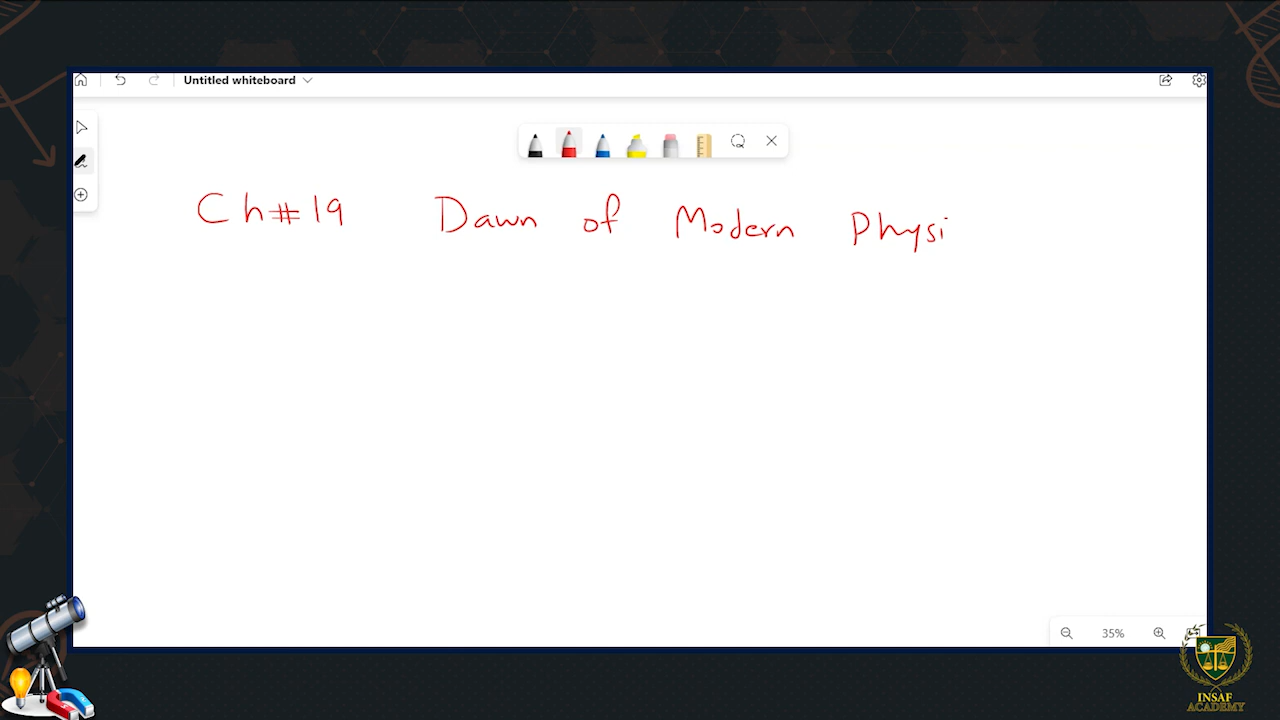 Untitled whiteboard
Ch#19 Dawn of Modern Physi
35%
INSAF
ACADEMY